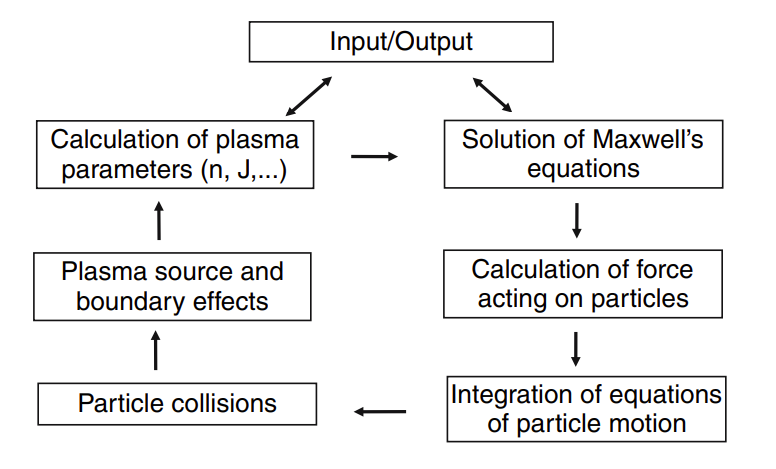 Input/Output
Calculation of plasma
parameters (n, J,...)
Solution of Maxwell’s
equations
Plasma source and
boundary effects
Calculation of force
acting on particles
Particle collisions
Integration of equations
of particle motion